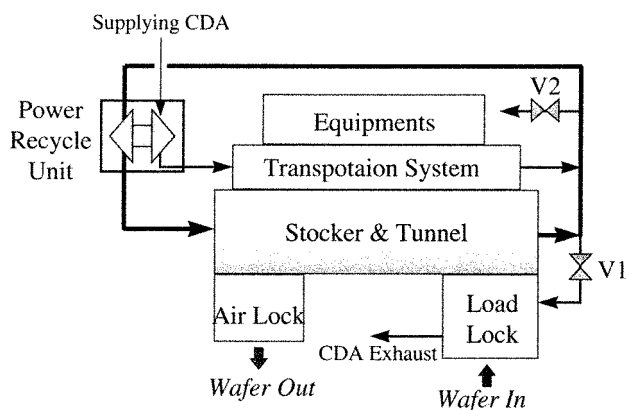 Supplying CDA
V2
Power
Recycle
Unit
Equipments
Transpotaion System
Stocker & Tunnel
V1
Air Lock
Load
Lock
CDA Exhaust
Wafer Out
Wafer In